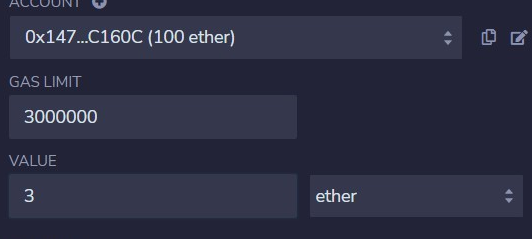 ACCOUNT
0x147...C160C (100 ether)
GAS LIMIT
3000000
VALUE
3
ether